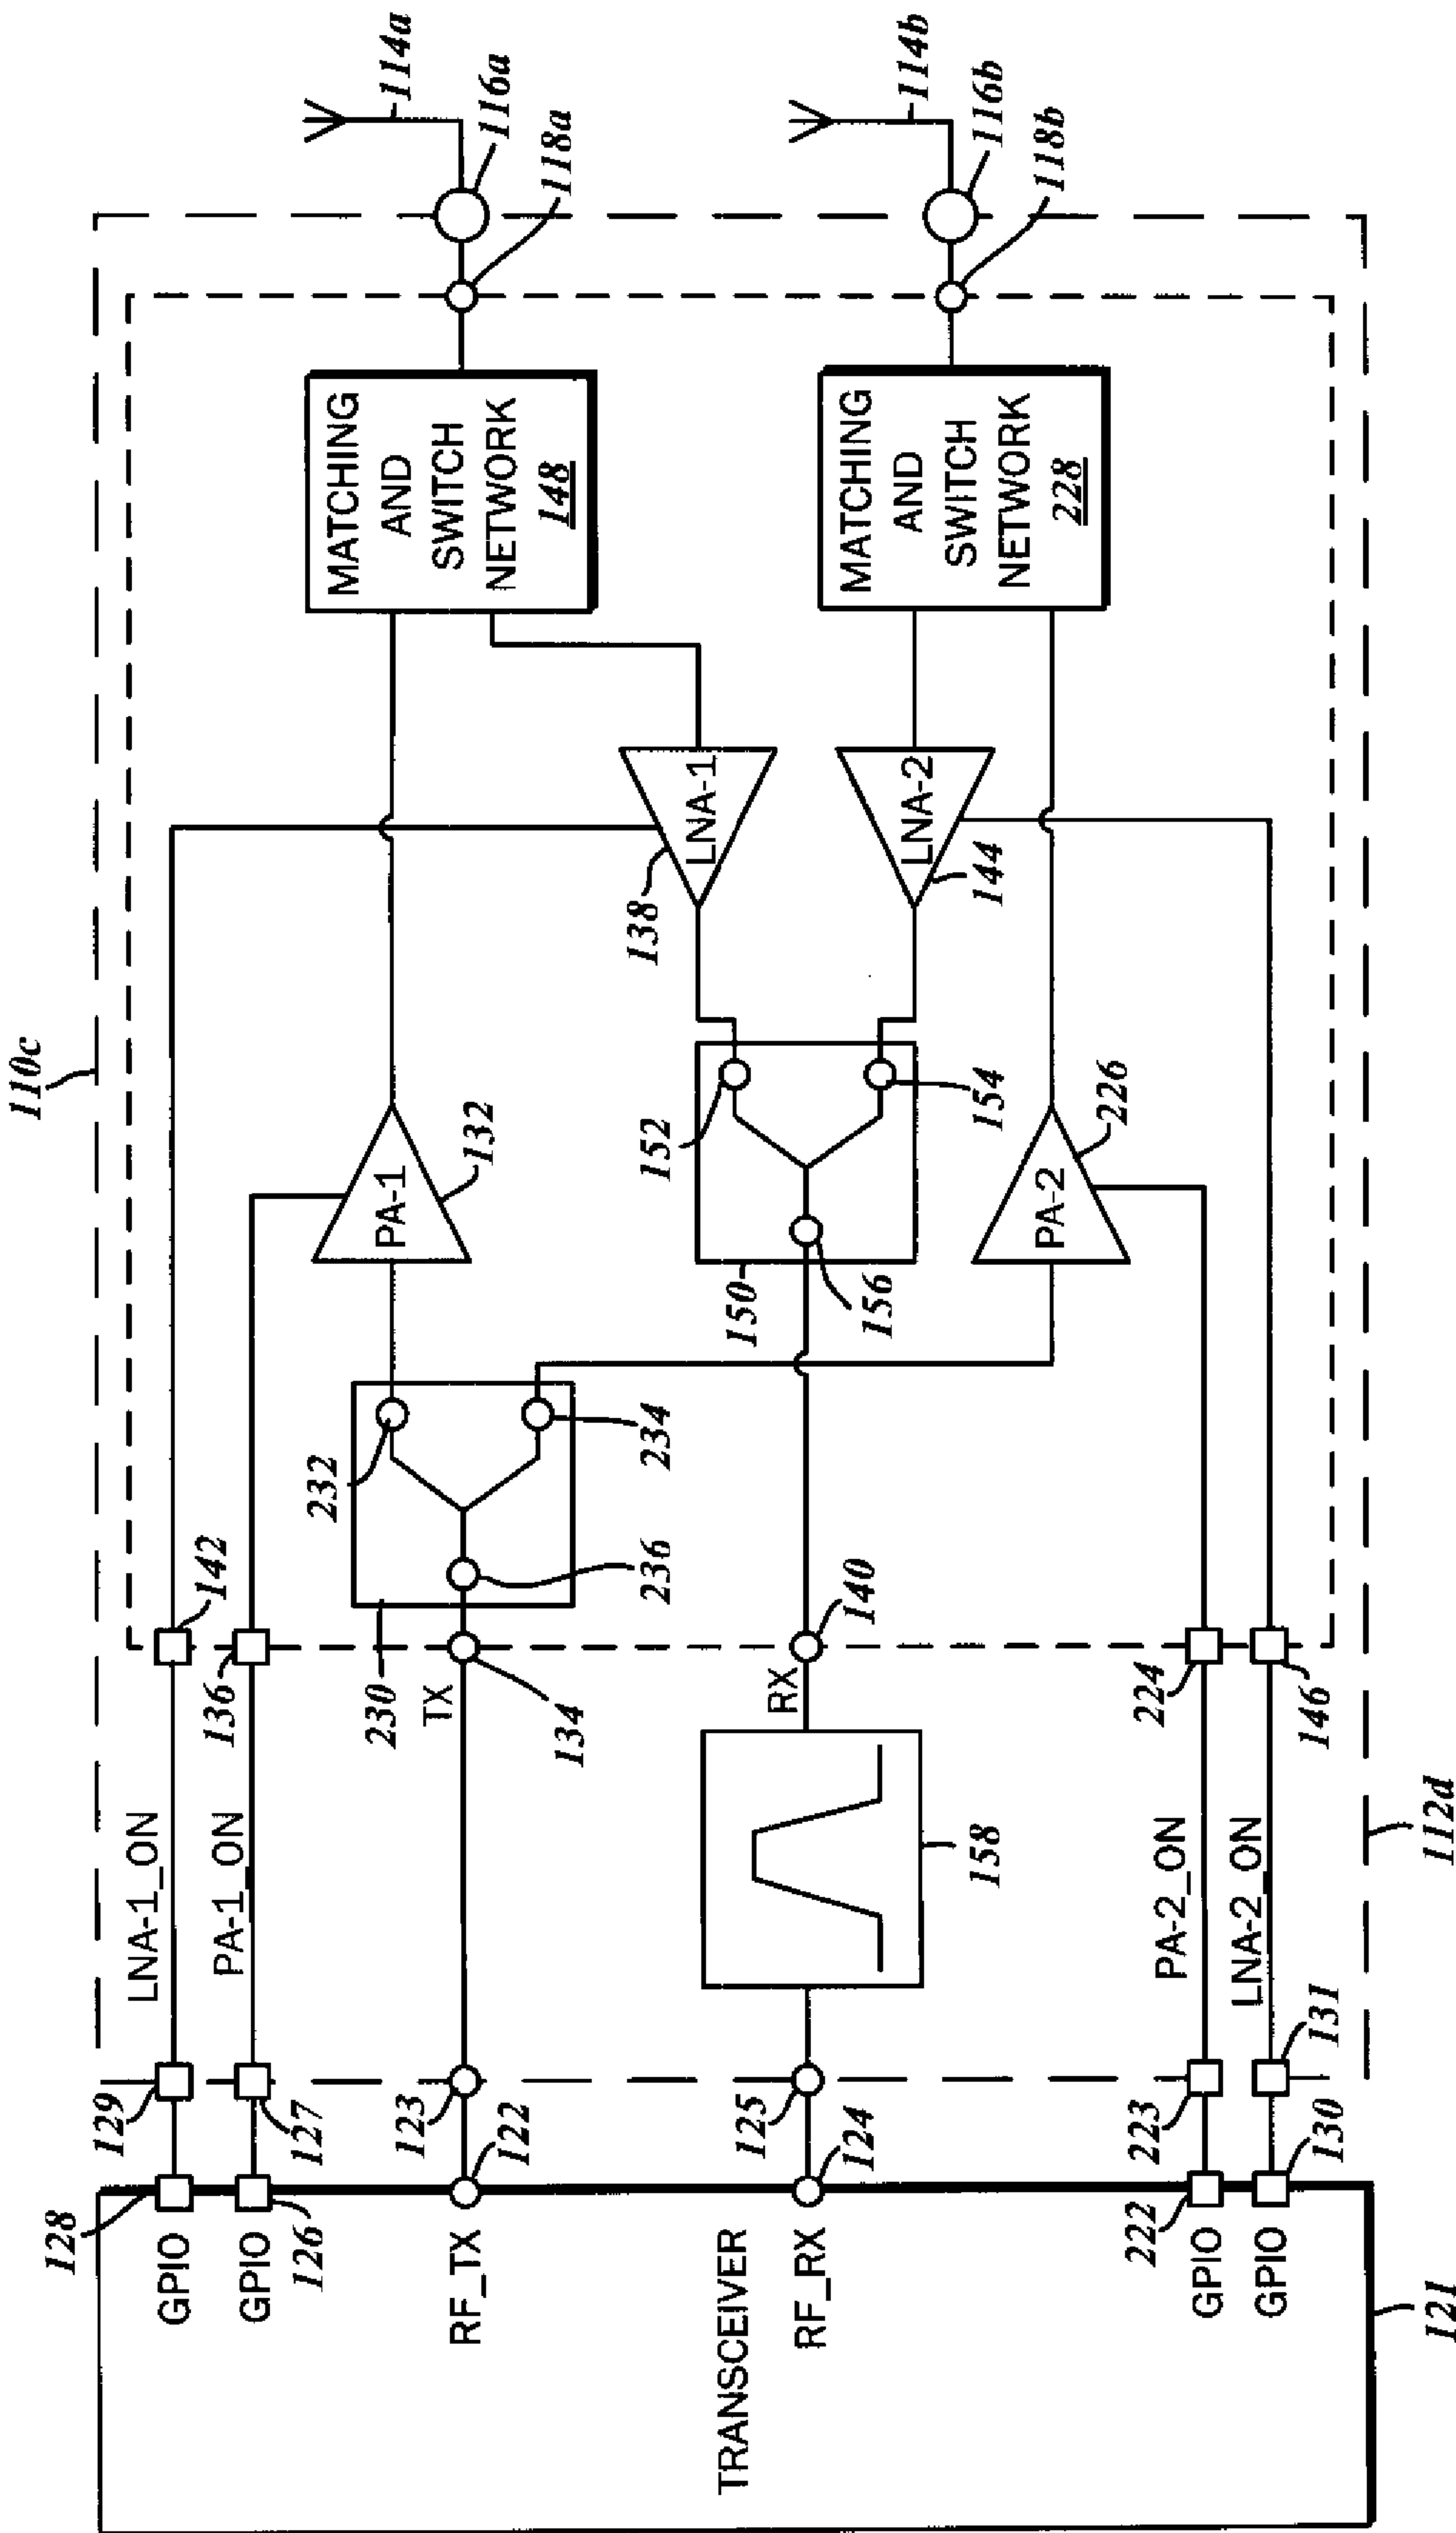 110c
LNA-1_ON
PA-1_ON
129
128
127
126
GPIO
GPIO
142
136
230
TX
134
236
232
234
PA-1
132
123
122
RF_TX
TRANSCEIVER
RF_RX
124
125
158
RX
140
150
156
152
154
138
LNA-1
LNA-2
144
PA-2
226
MATCHING
AND
SWITCH
NETWORK
148
MATCHING
AND
SWITCH
NETWORK
228
114a
116a
118a
114b
116b
118b
PA-2_ON
LNA-2_ON
224
146
223
131
222
130
GPIO
GPIO
121
112d